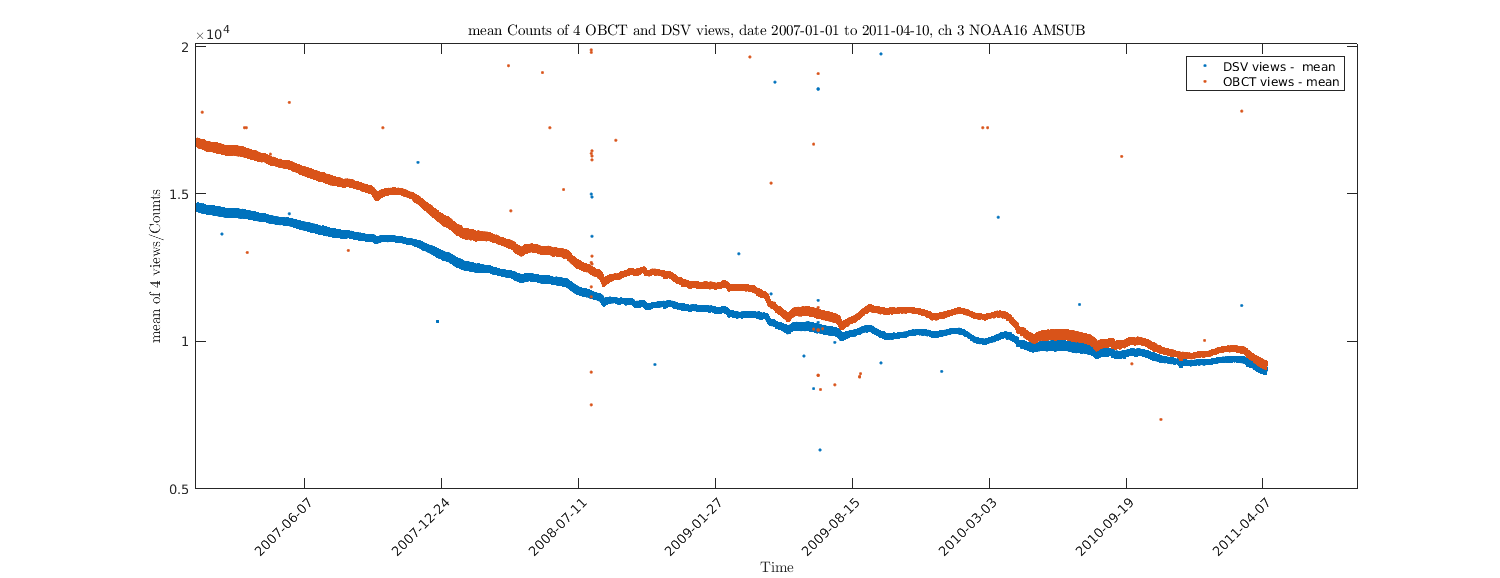 mean Counts of 4 OBCT and DSV views, date 2007-01-01 to 2011-04-10, ch 3 NOAA16 AMSUB
×10⁴
2
1.5
1
0.5
mean of 4 views/Counts
DSV views - mean
OBCT views - mean
2007-06-07
2007-12-24
2008-07-11
2009-01-27
2009-08-15
2010-03-03
2010-09-19
2011-04-07
Time